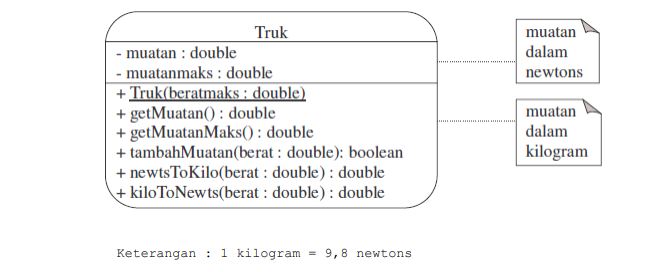 Truk
- muatan : double
- muatanmaks : double
+ Truk(beratmaks : double)
+ getMuatan() : double
+ getMuatanMaks() : double
+ tambahMuatan(berat : double): boolean
+ newtsToKilo(berat : double) : double
+ kiloToNewts(berat : double) : double
muatan
dalam
newtons
muatan
dalam
kilogram
Keterangan : 1 kilogram = 9,8 newtons